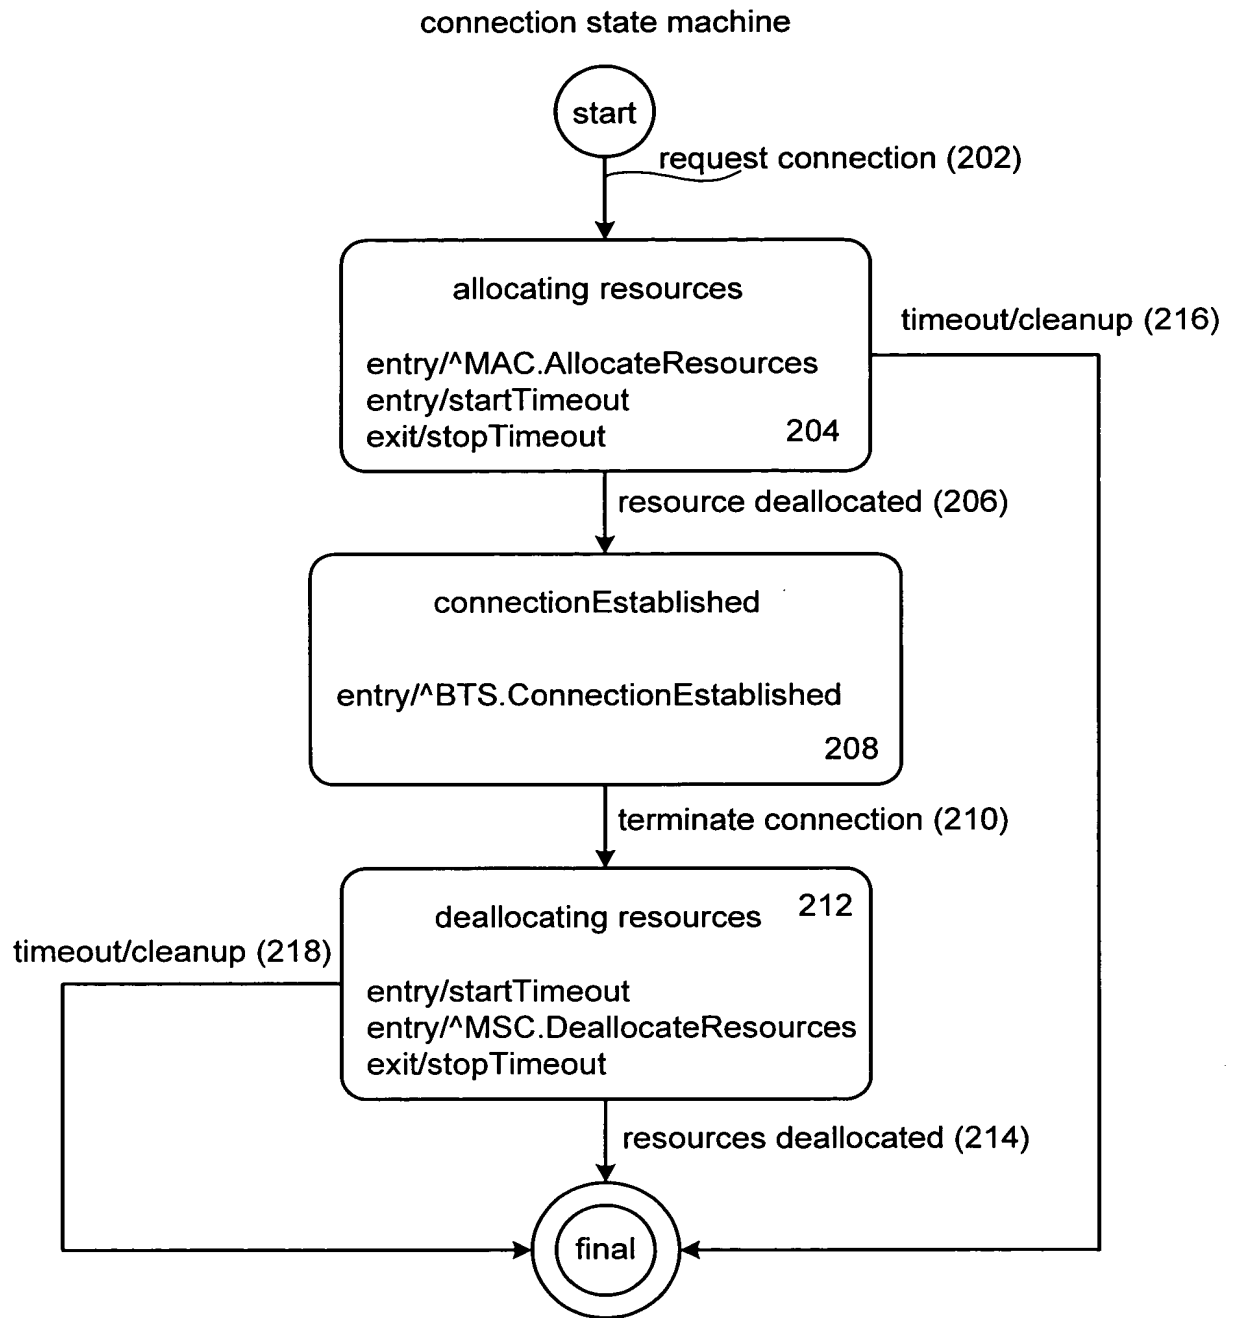 connection state machine
start
request connection (202)
allocating resources
timeout/cleanup (216)
entry/^MAC.AllocateResources
entry/startTimeout
exit/stopTimeout
204
resource deallocated (206)
connectionEstablished
entry/^BTS.ConnectionEstablished
208
terminate connection (210)
212
deallocating resources
timeout/cleanup (218)
entry/startTimeout
entry/^MSC.DeallocateResources
exit/stopTimeout
resources deallocated (214)
final